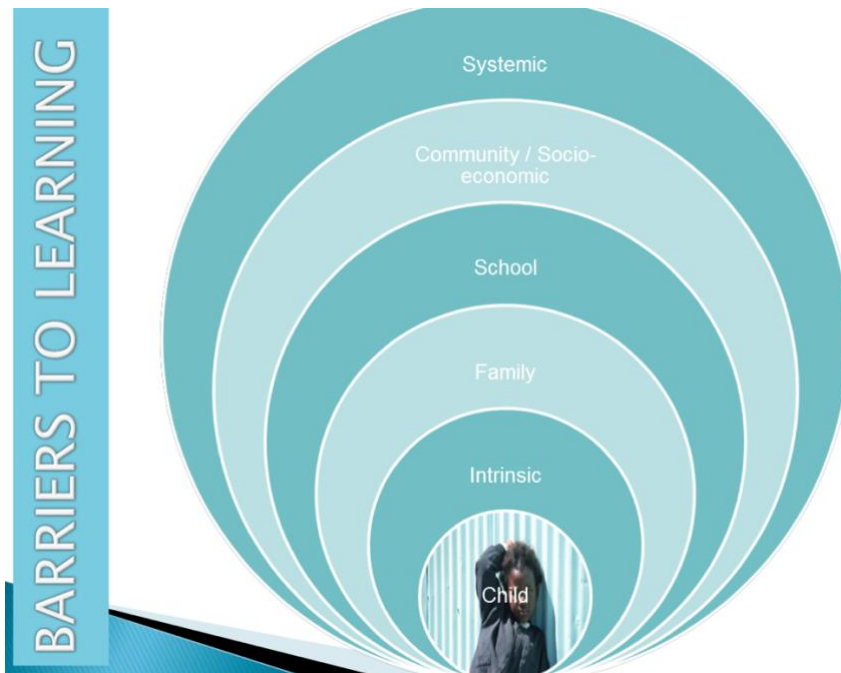 BARRIERS TO LEARNING
Systemic
Community / Socio-
economic
School
Family
Intrinsic
Child